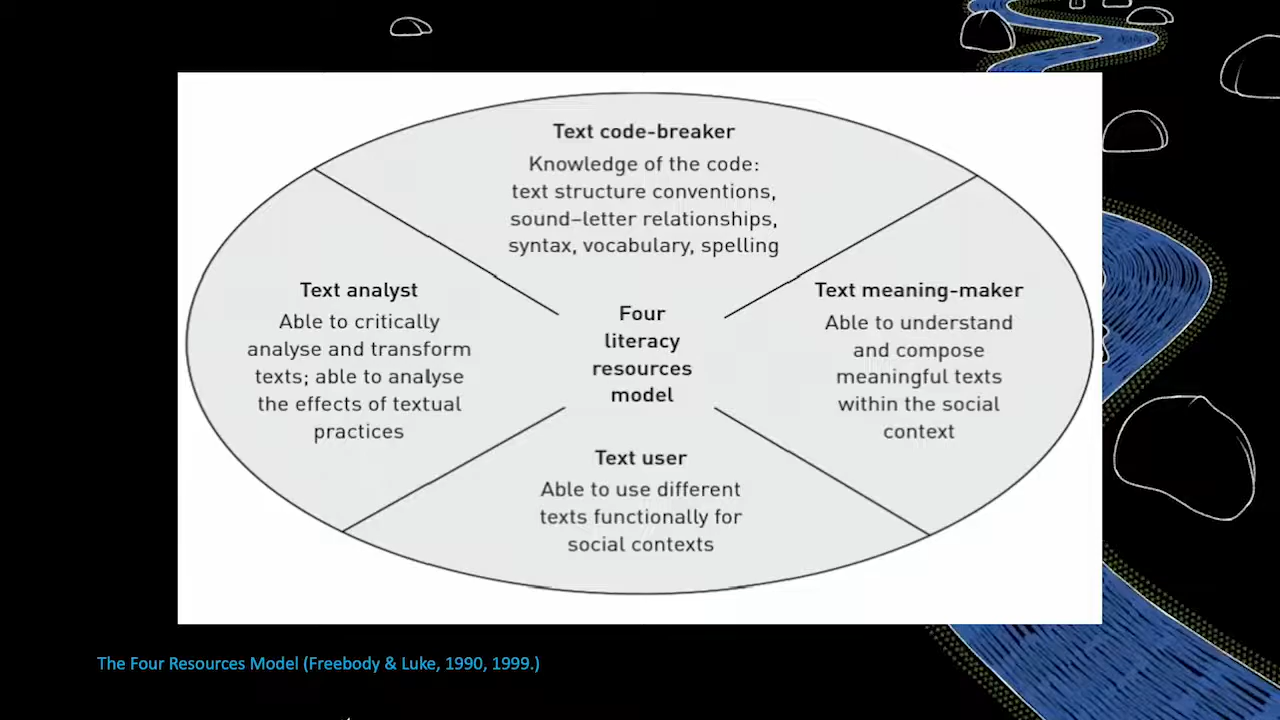 Text code-breaker
Knowledge of the code:
text structure conventions,
sound–letter relationships,
syntax, vocabulary, spelling
Text analyst
Able to critically
analyse and transform
texts; able to analyse
the effects of textual
practices
Four
literacy
resources
model
Text meaning-maker
Able to understand
and compose
meaningful texts
within the social
context
Text user
Able to use different
texts functionally for
social contexts
The Four Resources Model (Freebody & Luke, 1990, 1999.)